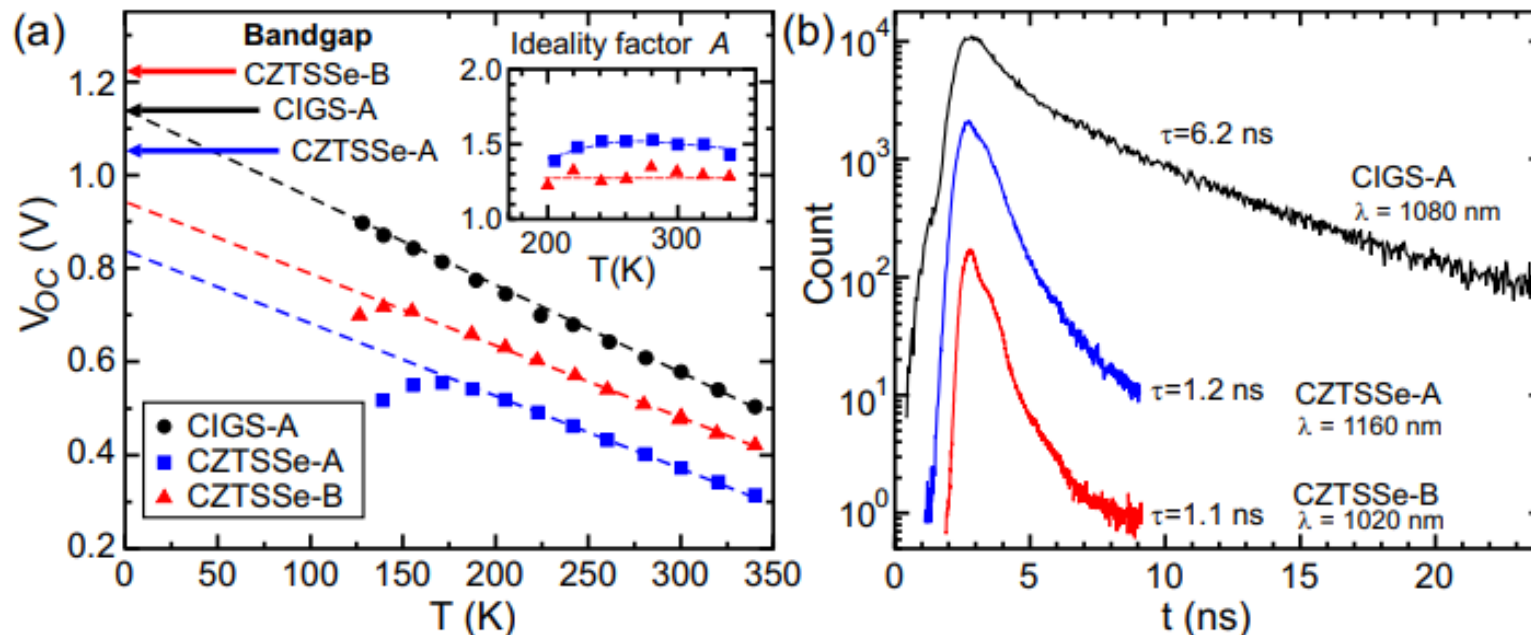 (a)
Bandgap
CZTSSe-B
CIGS-A
CZTSSe-A
Ideality factor A
2.0
1.5
1.0
200
300
T(K)
1.2
1.0
0.8
0.6
0.4
0.2
V_OC (V)
CIGS-A
CZTSSe-A
CZTSSe-B
0 50 100 150 200 250 300 350
T (K)
(b)
10^4
10^3
10^2
10^1
10^0
Count
τ=6.2 ns
CIGS-A
λ = 1080 nm
τ=1.2 ns
CZTSSe-A
λ = 1160 nm
τ=1.1 ns
CZTSSe-B
λ = 1020 nm
0 5 10 15 20
t (ns)